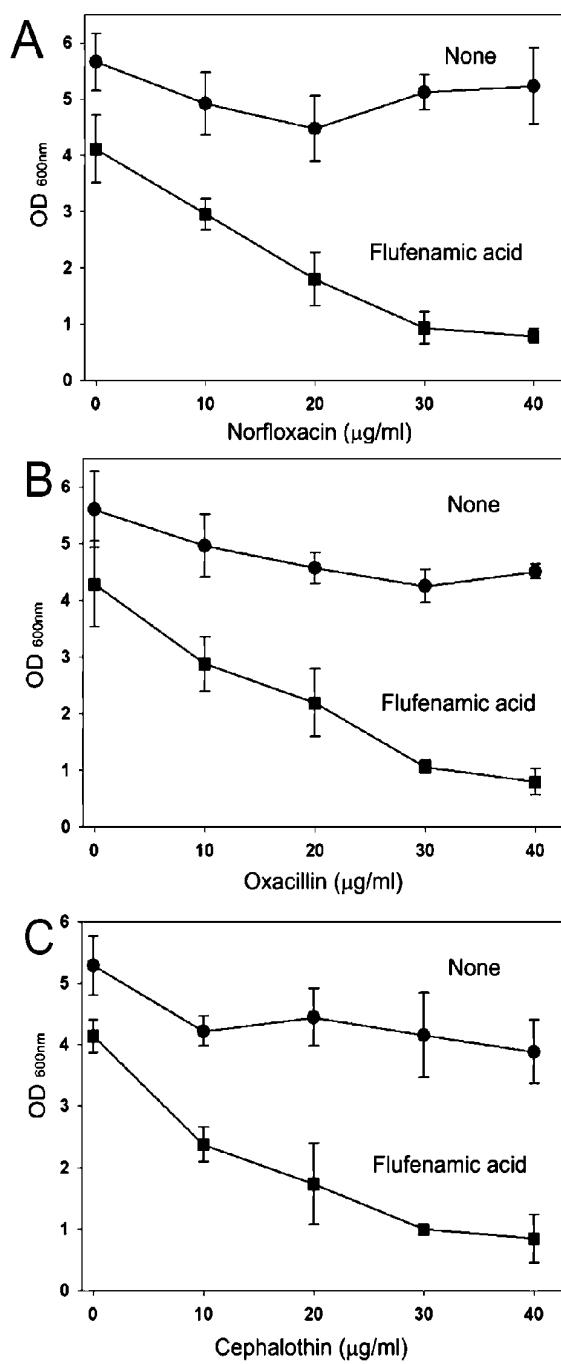 A
6
None
5
4
OD 600nm
3
Flufenamic acid
2
1
0
0 10 20 30 40
Norfloxacin (μg/ml)
B
6
None
5
4
OD 600nm
3
Flufenamic acid
2
1
0
0 10 20 30 40
Oxacillin (μg/ml)
C
6
None
5
4
OD 600nm
3
Flufenamic acid
2
1
0
0 10 20 30 40
Cephalothin (μg/ml)